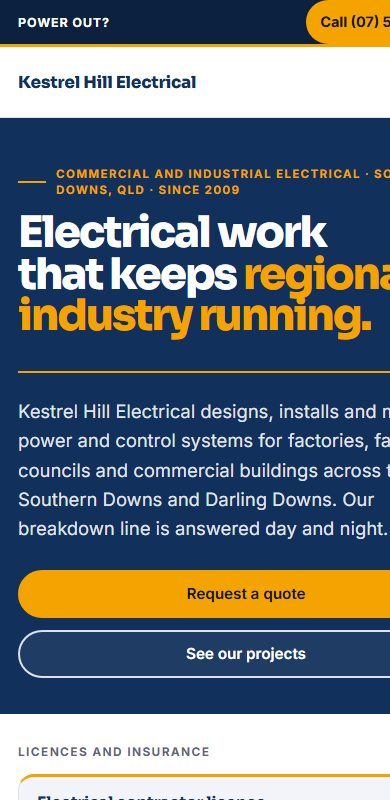 POWER OUT?
Call (07) 5
Kestrel Hill Electrical
COMMERCIAL AND INDUSTRIAL ELECTRICAL · SO
DOWNS, QLD · SINCE 2009
Electrical work
that keeps regiona
industry running.
Kestrel Hill Electrical designs, installs and m
power and control systems for factories, fa
councils and commercial buildings across t
Southern Downs and Darling Downs. Our
breakdown line is answered day and night.
Request a quote
See our projects
LICENCES AND INSURANCE
Electrical contractor licence